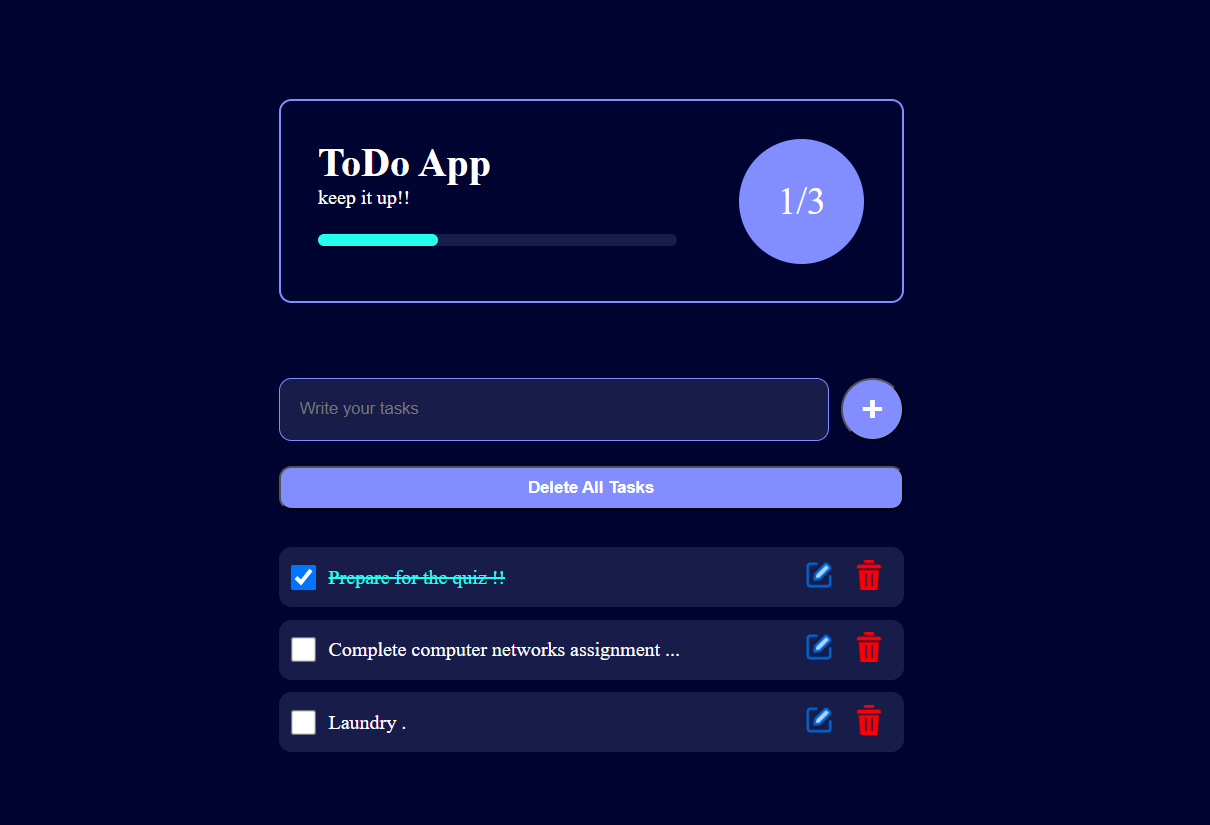 ToDo App
keep it up!!
1/3
Write your tasks
+
Delete All Tasks
Prepare for the quiz !!
Complete computer networks assignment ...
Laundry .